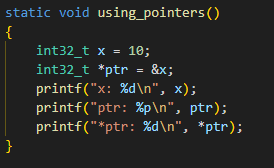 static void using_pointers()
{
    int32_t x = 10;
    int32_t *ptr = &x;
    printf("x: %d\n", x);
    printf("ptr: %p\n", ptr);
    printf("*ptr: %d\n", *ptr);
}